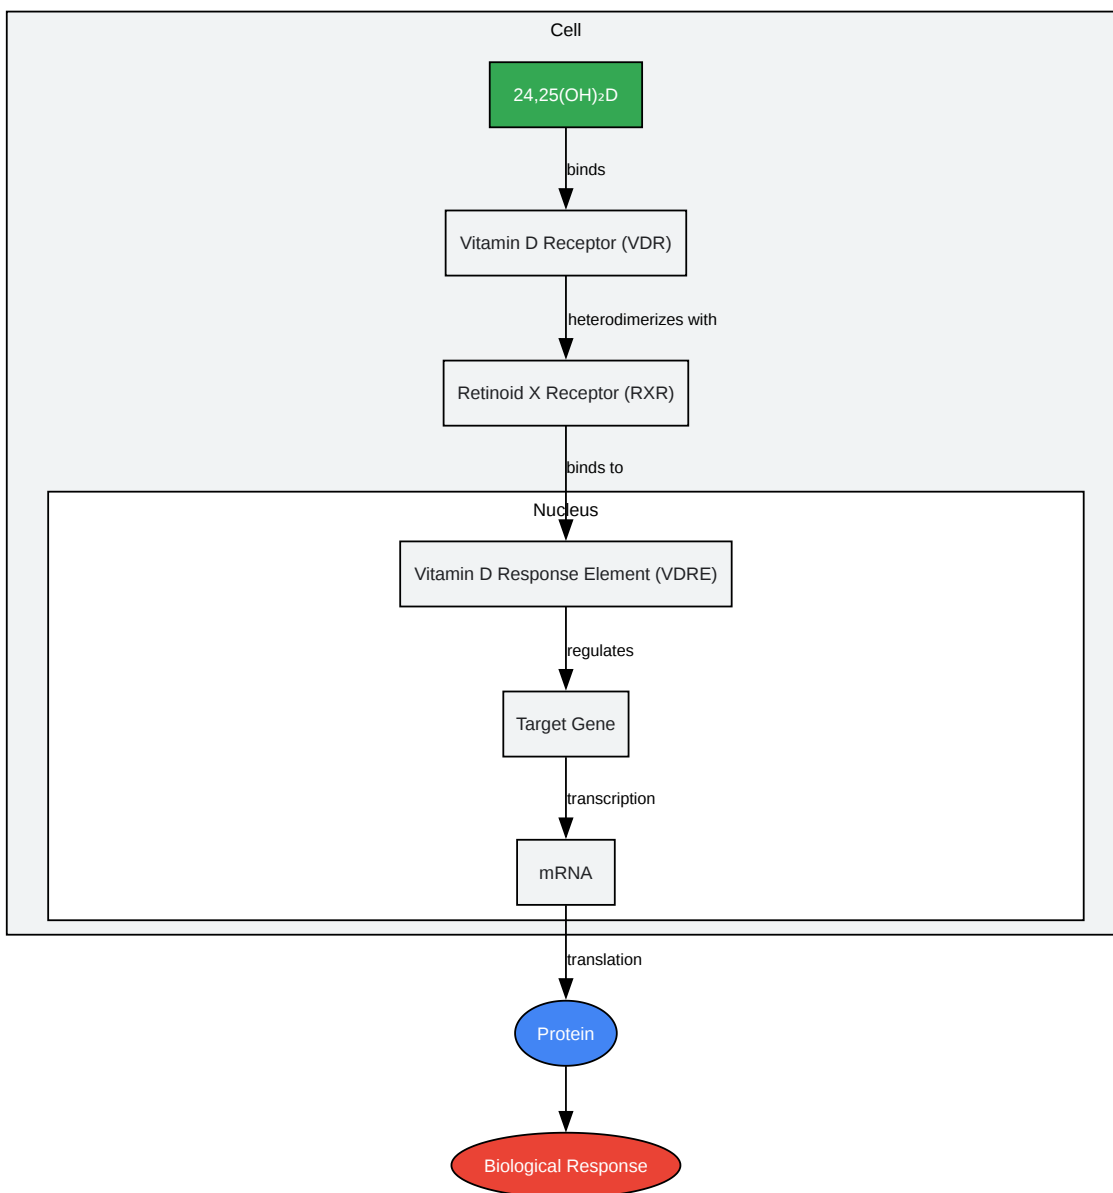 Cell
24,25(OH)₂D
binds
Vitamin D Receptor (VDR)
heterodimerizes with
Retinoid X Receptor (RXR)
binds to
Nucleus
Vitamin D Response Element (VDRE)
regulates
Target Gene
transcription
mRNA
translation
Protein
Biological Response